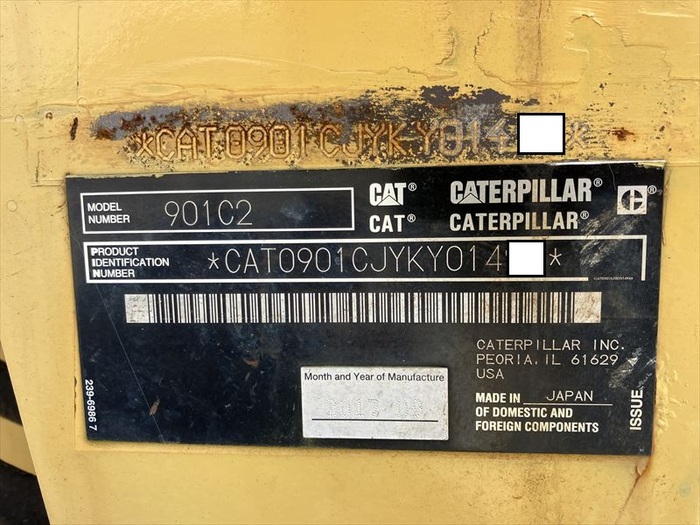 *CAT0901CJYKY014
CAT® CATERPILLAR®
MODEL NUMBER 901C2
CAT® CATERPILLAR®
PRODUCT IDENTIFICATION NUMBER *CAT0901CJYKY014 *
CATERPILLAR INC.
PEORIA, IL 61629
USA
Month and Year of Manufacture
MADE IN JAPAN
OF DOMESTIC AND
FOREIGN COMPONENTS
ISSUE
239-6986 7